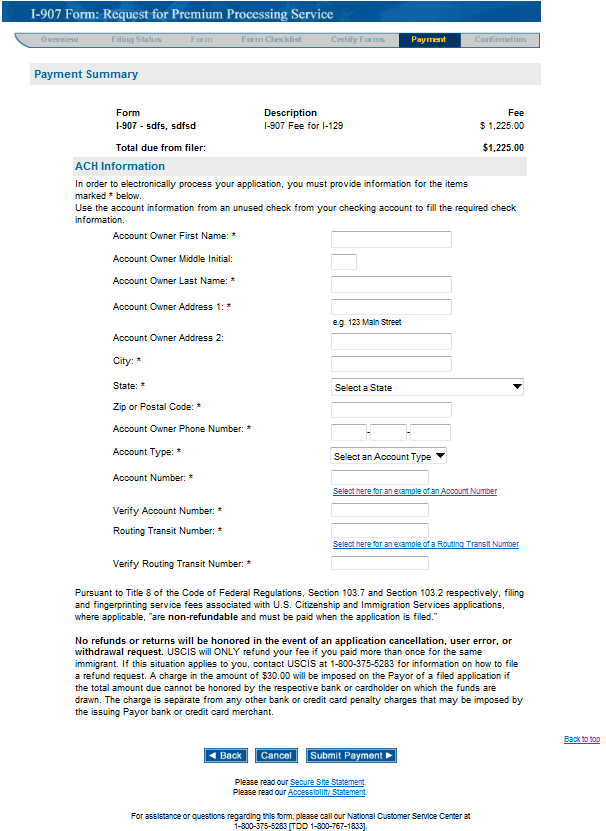 I-907 Form: Request for Premium Processing Service
Overview Filing Status Form Form Checklist Certify Forms Payment Confirmation
Payment Summary
Form Description Fee
I-907 - sdfs, sdfsd I-907 Fee for I-129 $ 1,225.00
Total due from filer: $1,225.00
ACH Information
In order to electronically process your application, you must provide information for the items
marked * below.
Use the account information from an unused check from your checking account to fill the required check
information.
Account Owner First Name: *
Account Owner Middle Initial:
Account Owner Last Name: *
Account Owner Address 1: *
e.g. 123 Main Street
Account Owner Address 2:
City: *
State: * Select a State
Zip or Postal Code: *
Account Owner Phone Number: * - -
Account Type: * Select an Account Type
Account Number: *
Select here for an example of an Account Number
Verify Account Number: *
Routing Transit Number: *
Select here for an example of a Routing Transit Number
Verify Routing Transit Number: *
Pursuant to Title 8 of the Code of Federal Regulations, Section 103.7 and Section 103.2 respectively, filing
and fingerprinting service fees associated with U.S. Citizenship and Immigration Services applications,
where applicable, "are non-refundable and must be paid when the application is filed."
No refunds or returns will be honored in the event of an application cancellation, user error, or
withdrawal request. USCIS will ONLY refund your fee if you paid more than once for the same
immigrant. If this situation applies to you, contact USCIS at 1-800-375-5283 for information on how to file
a refund request. A charge in the amount of $30.00 will be imposed on the Payor of a filed application if
the total amount due cannot be honored by the respective bank or cardholder on which the funds are
drawn. The charge is separate from any other bank or credit card penalty charges that may be imposed by
the issuing Payor bank or credit card merchant.
Back to top
Back Cancel Submit Payment
Please read our Secure Site Statement.
Please read our Accessibility Statement.
For assistance or questions regarding this form, please call our National Customer Service Center at
1-800-375-5283 [TDD 1-800-767-1833].